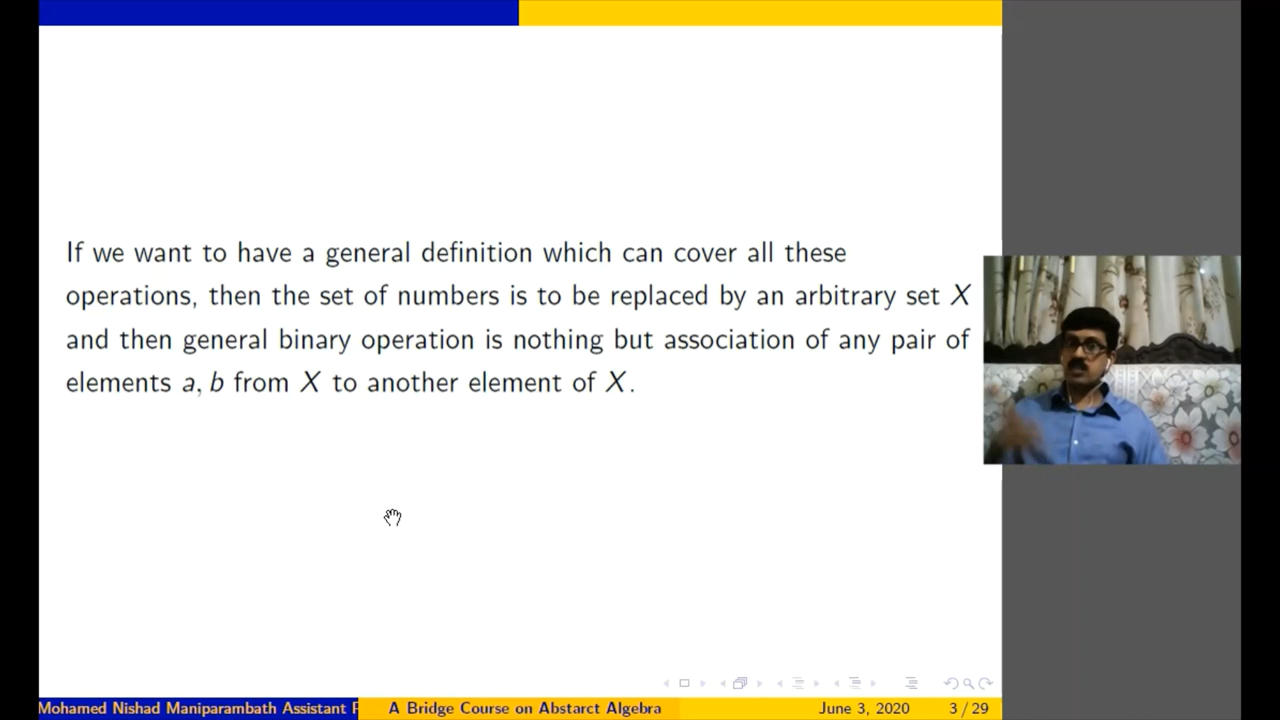 If we want to have a general definition which can cover all these
operations, then the set of numbers is to be replaced by an arbitrary set X
and then general binary operation is nothing but association of any pair of
elements a, b from X to another element of X.
Mohamed Nishad Maniparambath Assistant P
A Bridge Course on Abstarct Algebra
June 3, 2020
3 / 29